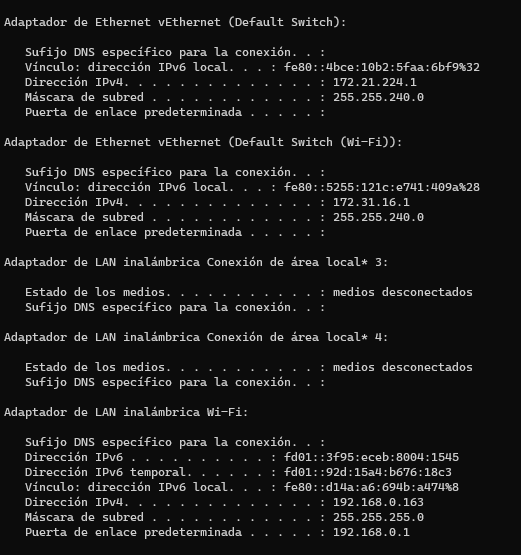 Adaptador de Ethernet vEthernet (Default Switch):
Sufijo DNS específico para la conexión. . :
Vínculo: dirección IPv6 local. . . : fe80::4bce:10b2:5faa:6bf9%32
Dirección IPv4. . . . . . . . . . . . . . : 172.21.224.1
Máscara de subred . . . . . . . . . . . . : 255.255.240.0
Puerta de enlace predeterminada . . . . . :
Adaptador de Ethernet vEthernet (Default Switch (Wi-Fi)):
Sufijo DNS específico para la conexión. . :
Vínculo: dirección IPv6 local. . . : fe80::5255:121c:e741:409a%28
Dirección IPv4. . . . . . . . . . . . . . : 172.31.16.1
Máscara de subred . . . . . . . . . . . . : 255.255.240.0
Puerta de enlace predeterminada . . . . . :
Adaptador de LAN inalámbrica Conexión de área local* 3:
Estado de los medios. . . . . . . . . . . : medios desconectados
Sufijo DNS específico para la conexión. . :
Adaptador de LAN inalámbrica Conexión de área local* 4:
Estado de los medios. . . . . . . . . . . : medios desconectados
Sufijo DNS específico para la conexión. . :
Adaptador de LAN inalámbrica Wi-Fi:
Sufijo DNS específico para la conexión. . :
Dirección IPv6 . . . . . . . . . . : fd01::3f95:eceb:8004:1545
Dirección IPv6 temporal. . . . . . : fd01::92d:15a4:b676:18c3
Vínculo: dirección IPv6 local. . . : fe80::d14a:a6:694b:a474%8
Dirección IPv4. . . . . . . . . . . . . . : 192.168.0.163
Máscara de subred . . . . . . . . . . . . : 255.255.255.0
Puerta de enlace predeterminada . . . . . : 192.168.0.1